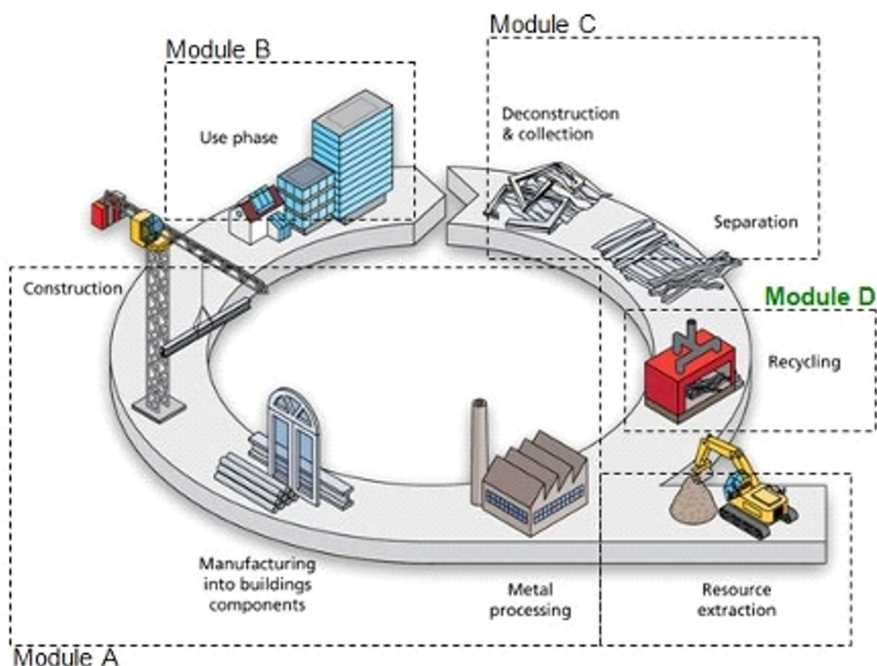 Module C
Module B
Deconstruction
& collection
Use phase
Separation
Construction
Module D
Recycling
Manufacturing
into buildings
components
Metal
processing
Resource
extraction
Module A